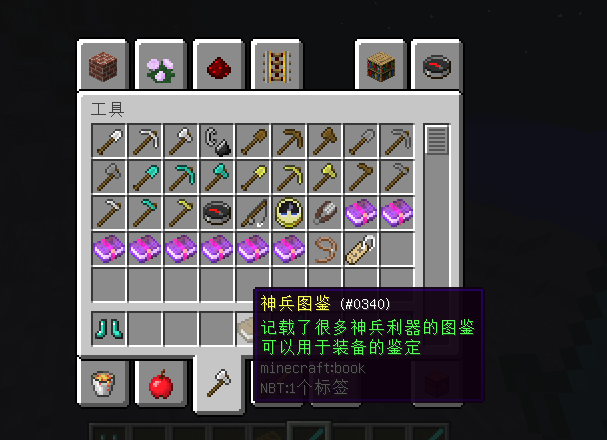 工具
神兵图鉴 (#0340)
记载了很多神兵利器的图鉴
可以用于装备的鉴定
minecraft:book
NBT:1个标签